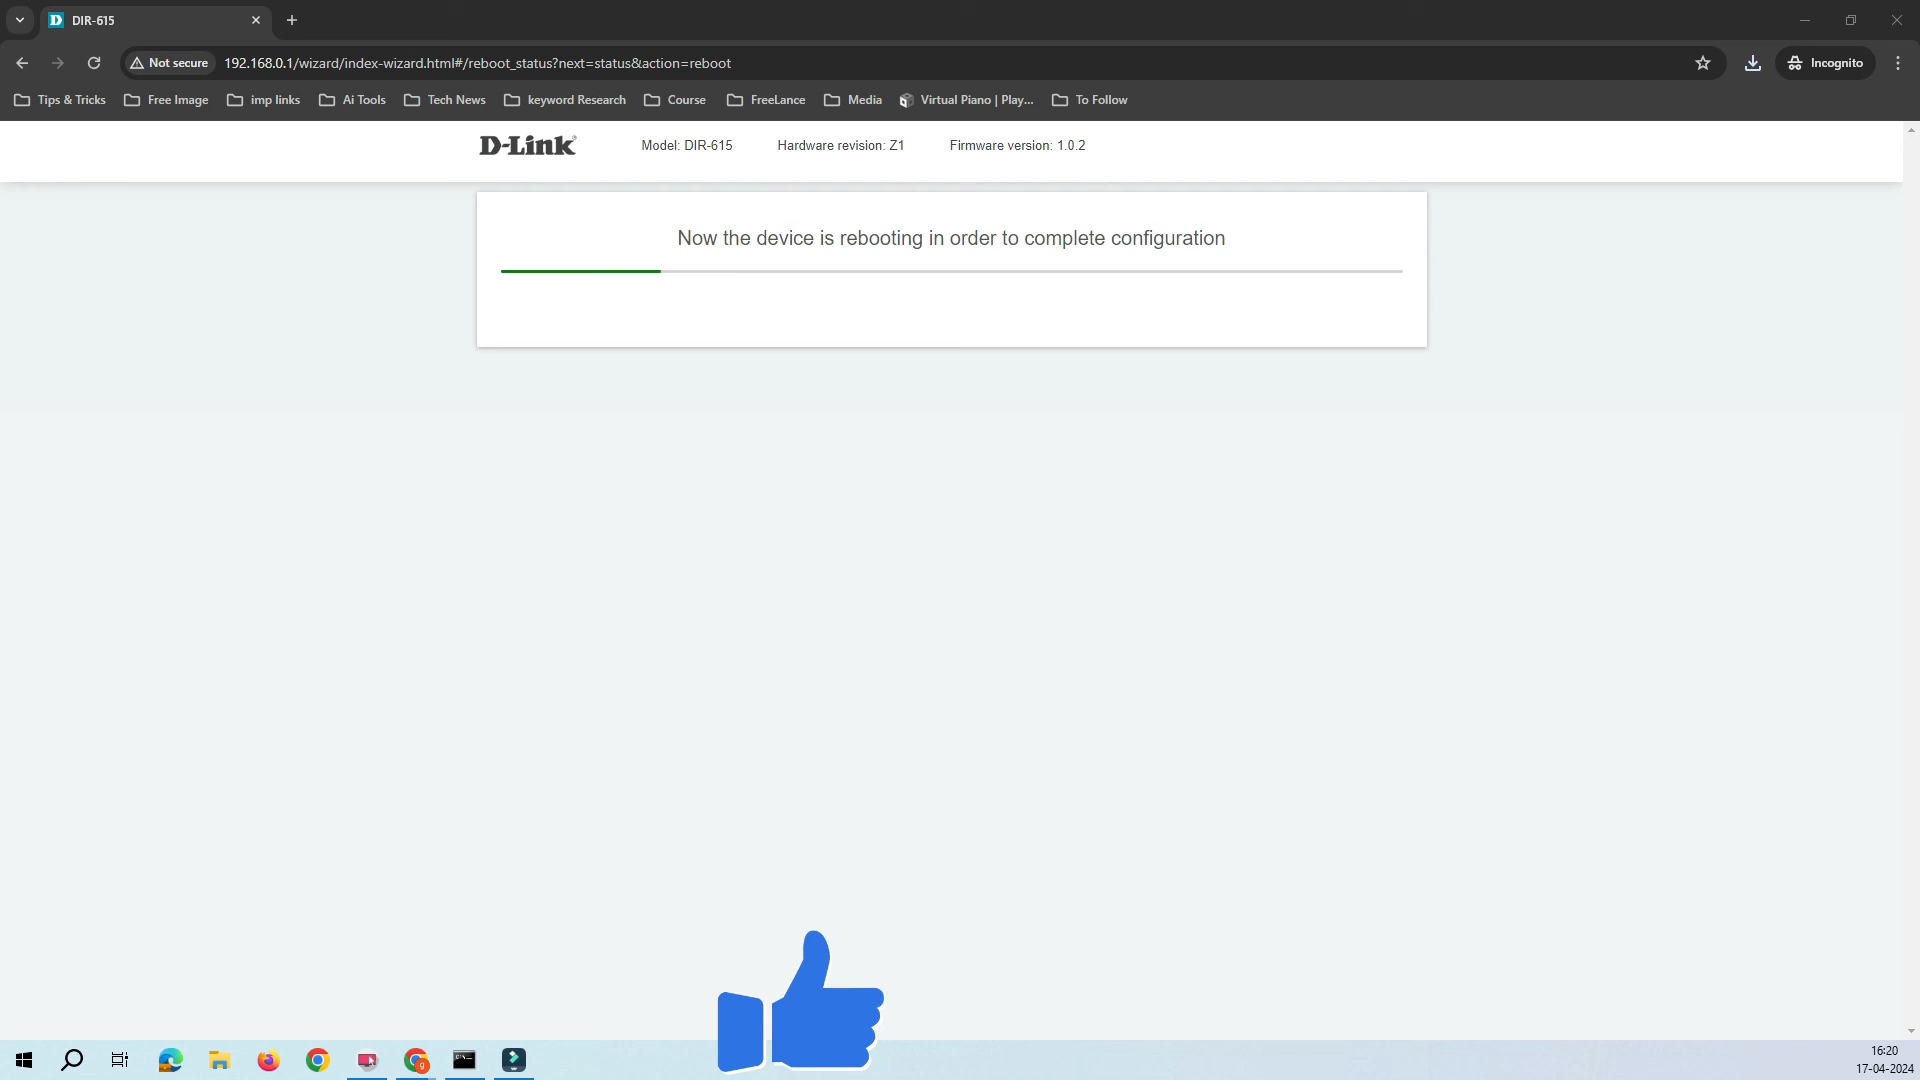 DIR-615
Not secure
192.168.0.1/wizard/index-wizard.html#/reboot_status?next=status&action=reboot
Incognito
Tips & Tricks
Free Image
imp links
Ai Tools
Tech News
keyword Research
Course
FreeLance
Media
Virtual Piano | Play...
To Follow
D-Link
Model: DIR-615
Hardware revision: Z1
Firmware version: 1.0.2
Now the device is rebooting in order to complete configuration
16:20
17-04-2024